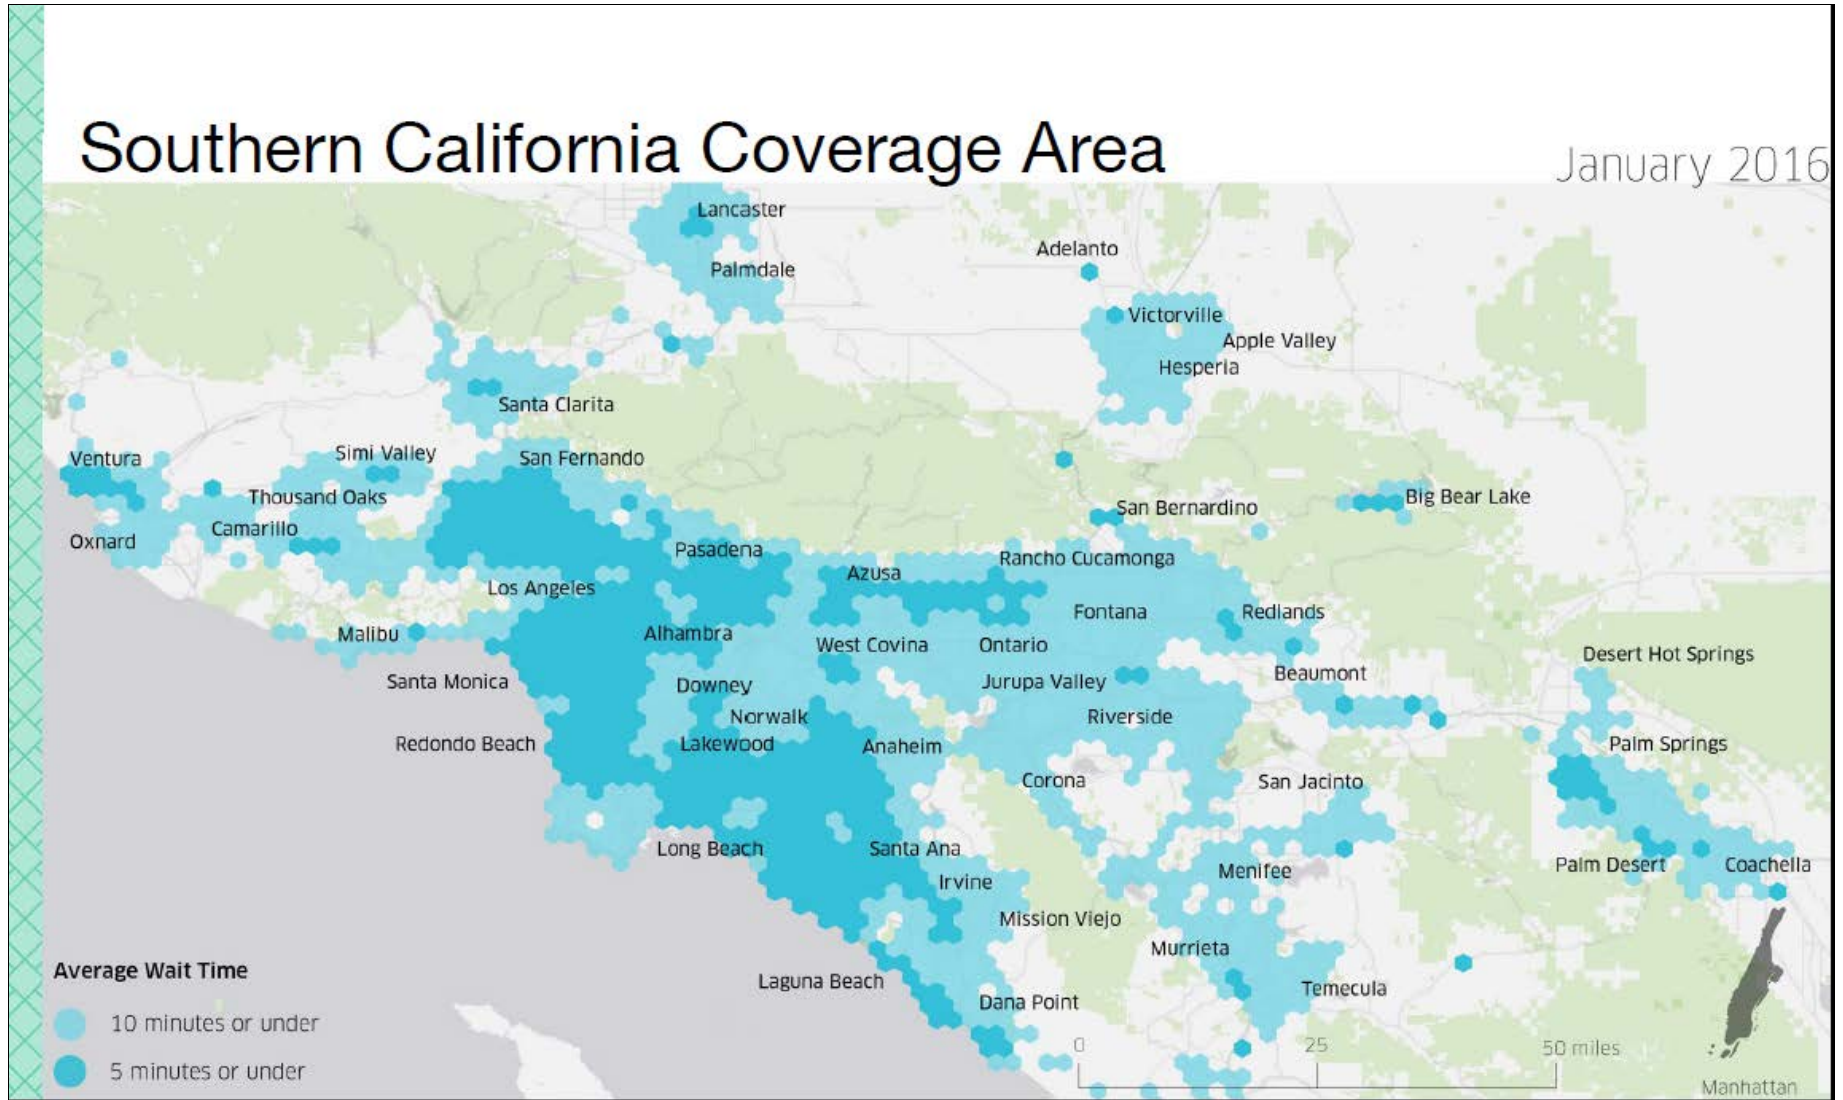 Southern California Coverage Area
January 2016
Lancaster
Adelanto
Palmdale
Victorville
Apple Valley
Hesperia
Santa Clarita
Simi Valley
San Fernando
Ventura
Thousand Oaks
Big Bear Lake
San Bernardino
Camarillo
Oxnard
Pasadena
Rancho Cucamonga
Azusa
Los Angeles
Fontana
Redlands
Malibu
Alhambra
West Covina
Ontario
Desert Hot Springs
Beaumont
Santa Monica
Downey
Jurupa Valley
Norwalk
Riverside
Redondo Beach
Lakewood
Anaheim
Palm Springs
Corona
San Jacinto
Long Beach
Santa Ana
Palm Desert
Coachella
Menifee
Irvine
Mission Viejo
Murrieta
Laguna Beach
Temecula
Dana Point
Average Wait Time
10 minutes or under
5 minutes or under
0 25 50 miles
Manhattan